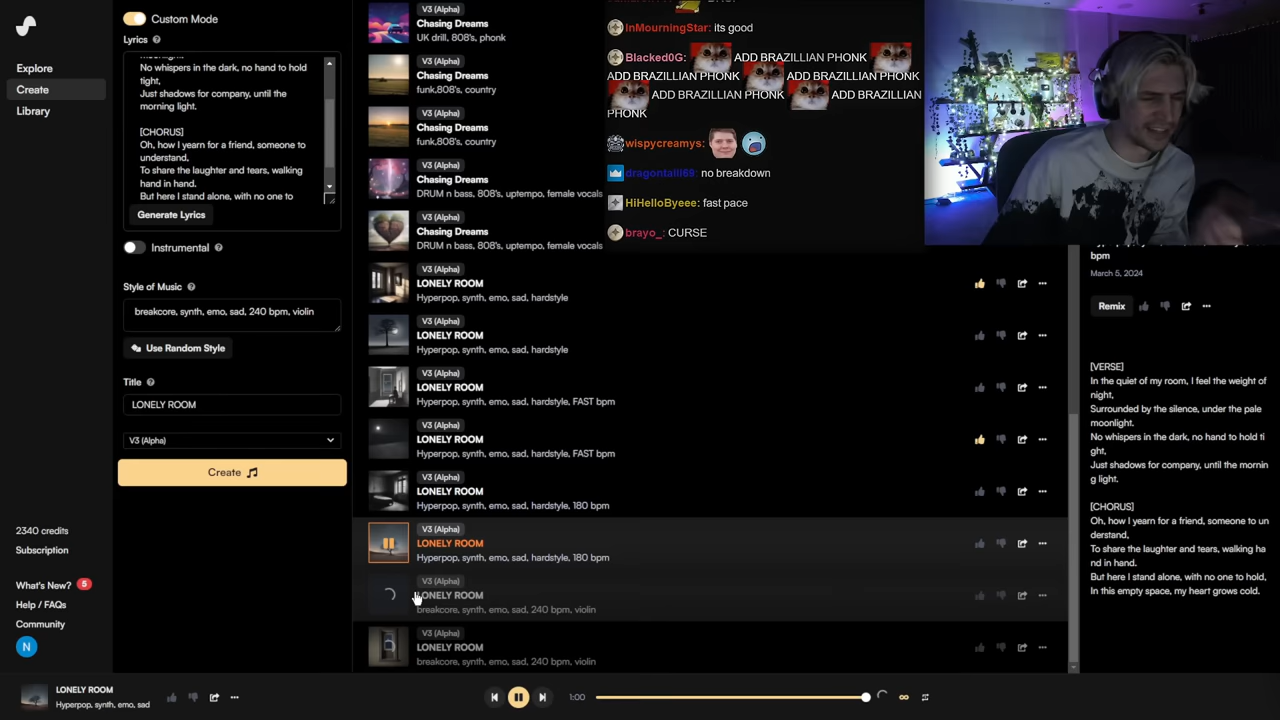 Explore
Create
Library
2340 credits
Subscription
What's New? 5
Help / FAQs
Community
N
Custom Mode
Lyrics
No whispers in the dark, no hand to hold
tight,
Just shadows for company, until the
morning light.
[CHORUS]
Oh, how I yearn for a friend, someone to
understand,
To share the laughter and tears, walking
hand in hand.
But here I stand alone, with no one to
Generate Lyrics
Instrumental
Style of Music
breakcore, synth, emo, sad, 240 bpm, violin
Use Random Style
Title
LONELY ROOM
V3 (Alpha)
Create
V3 (Alpha)
Chasing Dreams
UK drill, 808's, phonk
V3 (Alpha)
Chasing Dreams
funk,808's, country
V3 (Alpha)
Chasing Dreams
funk,808's, country
V3 (Alpha)
Chasing Dreams
DRUM n bass, 808's, uptempo, female vocals
V3 (Alpha)
Chasing Dreams
DRUM n bass, 808's, uptempo, female vocals
V3 (Alpha)
LONELY ROOM
Hyperpop, synth, emo, sad, hardstyle
V3 (Alpha)
LONELY ROOM
Hyperpop, synth, emo, sad, hardstyle
V3 (Alpha)
LONELY ROOM
Hyperpop, synth, emo, sad, hardstyle, FAST bpm
V3 (Alpha)
LONELY ROOM
Hyperpop, synth, emo, sad, hardstyle, FAST bpm
V3 (Alpha)
LONELY ROOM
Hyperpop, synth, emo, sad, hardstyle, 180 bpm
V3 (Alpha)
LONELY ROOM
Hyperpop, synth, emo, sad, hardstyle, 180 bpm
V3 (Alpha)
LONELY ROOM
breakcore, synth, emo, sad, 240 bpm, violin
V3 (Alpha)
LONELY ROOM
breakcore, synth, emo, sad, 240 bpm, violin
InMourningStar: its good
Blacked0G: ADD BRAZILLIAN PHONK
ADD BRAZILLIAN PHONK ADD BRAZILLIAN PHONK
ADD BRAZILLIAN PHONK ADD BRAZILLIAN
PHONK
wispycreamys:
dragontaili69: no breakdown
HiHelloByeee: fast pace
brayo_: CURSE
bpm
March 5, 2024
Remix
[VERSE]
In the quiet of my room, I feel the weight of
night,
Surrounded by the silence, under the pale
moonlight.
No whispers in the dark, no hand to hold ti
ght,
Just shadows for company, until the mornin
g light.
[CHORUS]
Oh, how I yearn for a friend, someone to un
derstand,
To share the laughter and tears, walking ha
nd in hand.
But here I stand alone, with no one to hold,
In this empty space, my heart grows cold.
LONELY ROOM
Hyperpop, synth, emo, sad
1:00